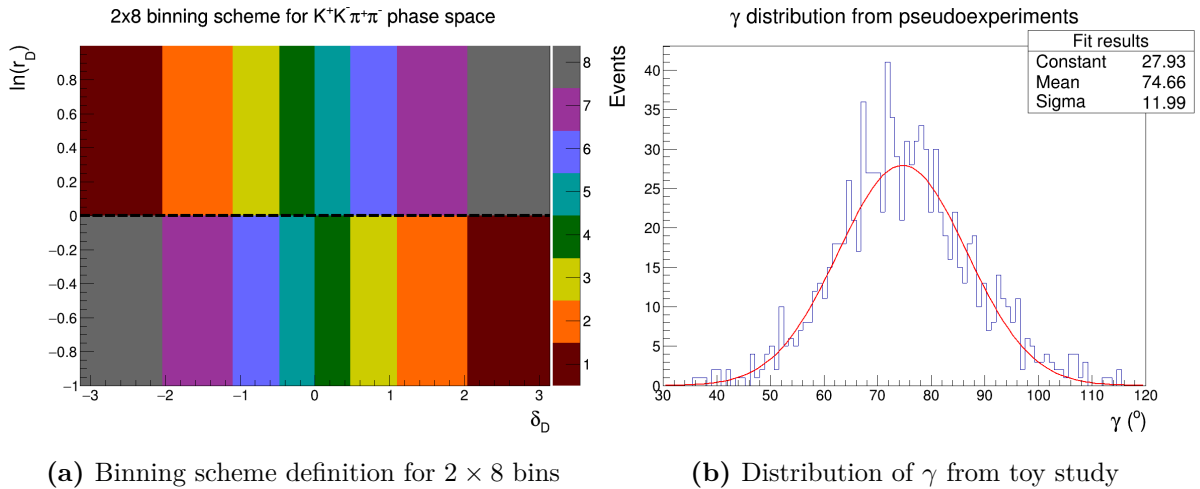 2x8 binning scheme for K⁺K⁻π⁺π⁻ phase space
ln(r_D)
0.8
0.6
0.4
0.2
0
−0.2
−0.4
−0.6
−0.8
−1
−3 −2 −1 0 1 2 3
δ_D
8
7
6
5
4
3
2
1
(a) Binning scheme definition for 2 × 8 bins
γ distribution from pseudoexperiments
Fit results
Constant 27.93
Mean 74.66
Sigma 11.99
Events
40
35
30
25
20
15
10
5
0
30 40 50 60 70 80 90 100 110 120
γ (°)
(b) Distribution of γ from toy study